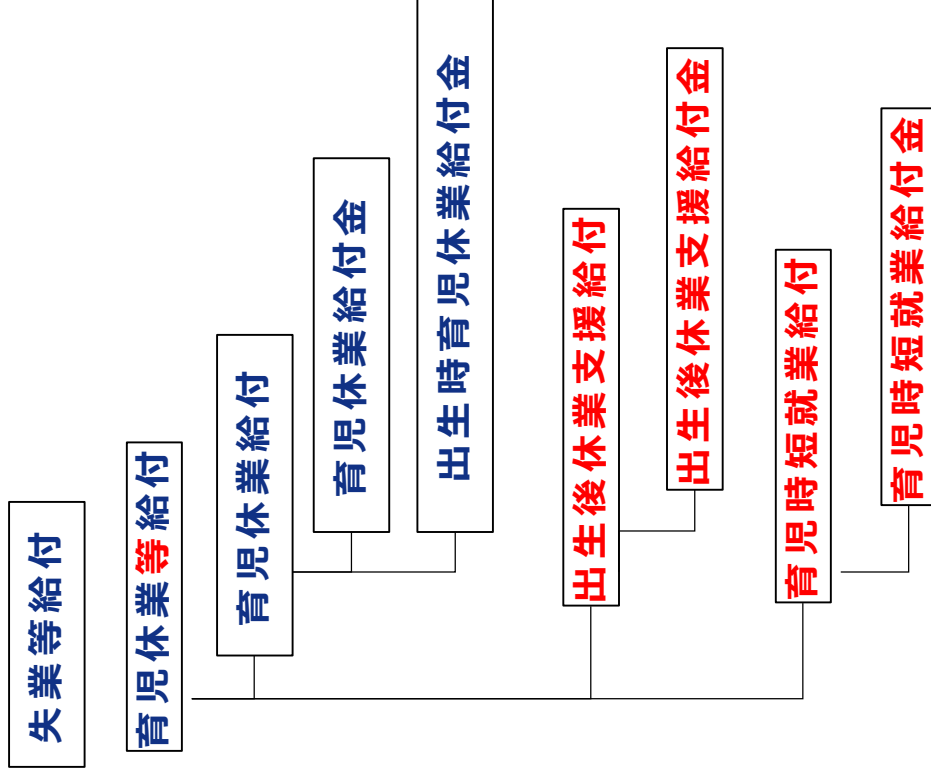 失業等給付
育児休業等給付
育児休業給付
育児休業給付金
出生時育児休業給付金
出生後休業支援給付
出生後休業支援給付金
育児時短就業給付
育児時短就業給付金